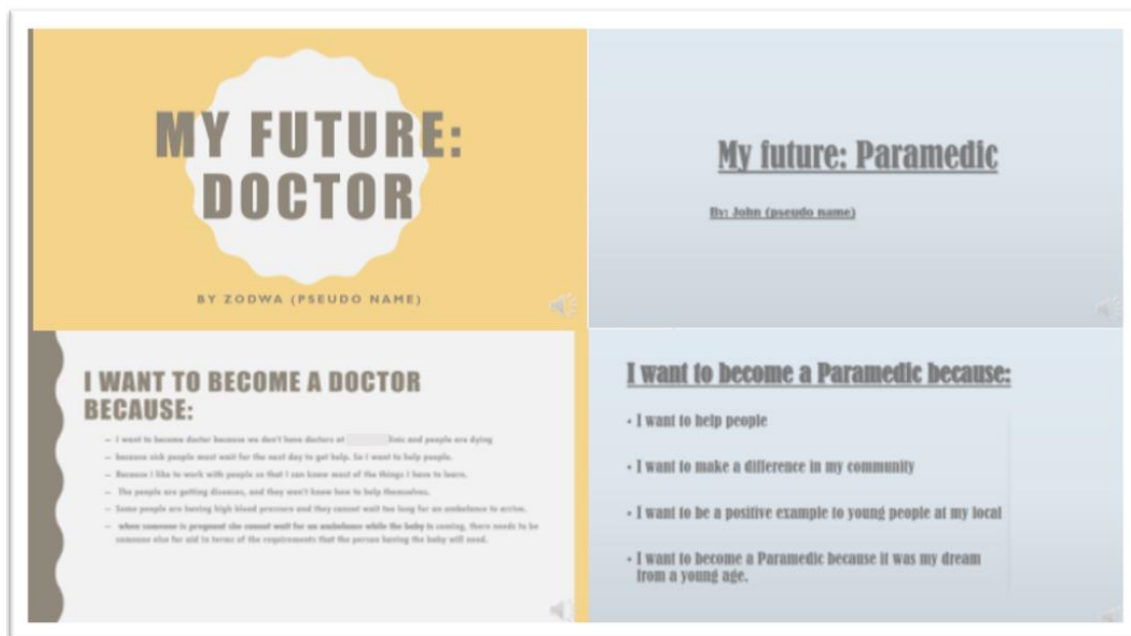 MY FUTURE:
DOCTOR
BY ZODWA (PSEUDO NAME)
My future: Paramedic
By: John (pseudo name)
I WANT TO BECOME A DOCTOR
BECAUSE:
– I want to become doctor because we don't have doctors at linic and people are dying
– because sick people must wait for the next day to get help. So I want to help people.
– Because I like to work with people so that I can know most of the things I have to learn.
– The people are getting diseases, and they won't know how to help themselves.
– Some people are having high blood pressure and they cannot wait too long for an ambulance to arrive.
– when someone is pregnant she cannot wait for an ambulance while the baby is coming, there needs to be
someone else for aid in terms of the requirements that the person having the baby will need.
I want to become a Paramedic because:
• I want to help people
• I want to make a difference in my community
• I want to be a positive example to young people at my local
• I want to become a Paramedic because it was my dream
from a young age.